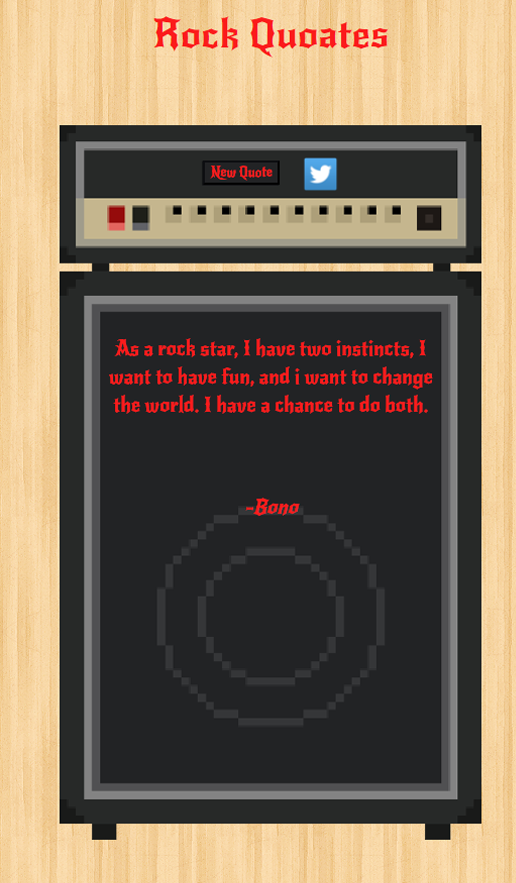 Rock Quoates
New Quote
As a rock star, I have two instincts, I
want to have fun, and i want to change
the world. I have a chance to do both.
-Bono